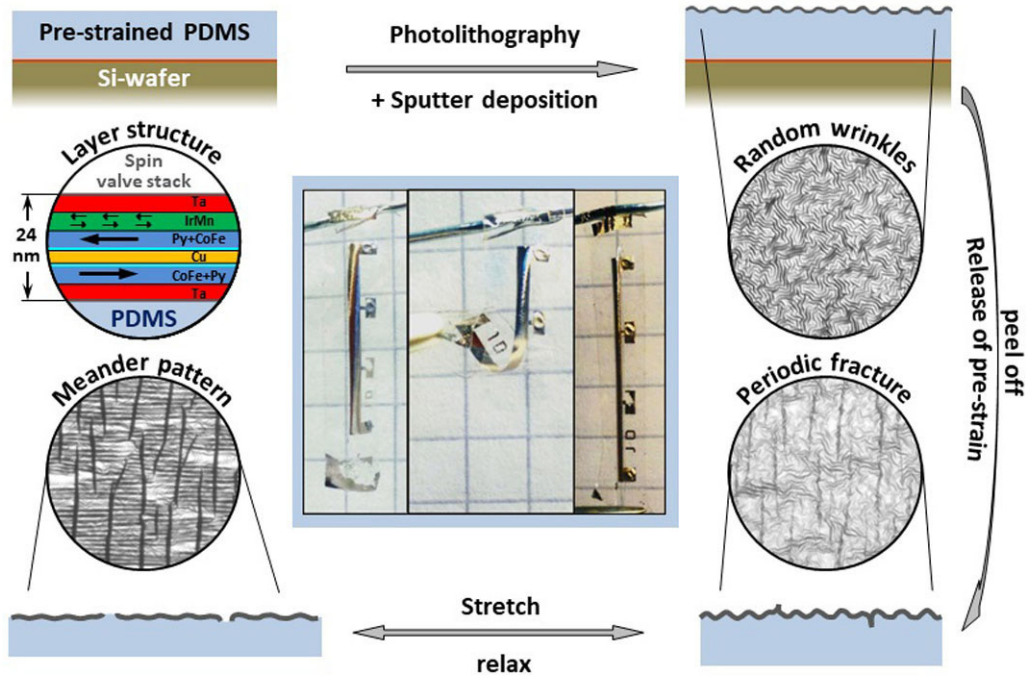 Pre-strained PDMS
Si-wafer
Photolithography
+ Sputter deposition
Layer structure
Spin
valve stack
Ta
IrMn
Py+CoFe
Cu
CoFe+Py
Ta
PDMS
24
nm
Random wrinkles
peel off
Release of pre-strain
Meander pattern
Periodic fracture
Stretch
relax